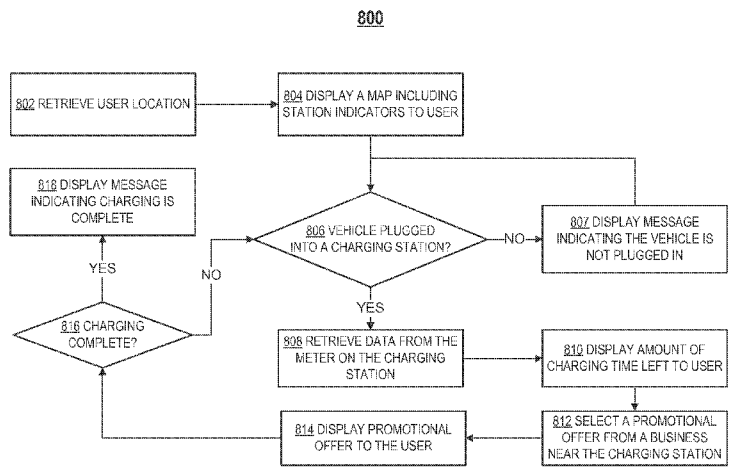 800
802 RETRIEVE USER LOCATION
804 DISPLAY A MAP INCLUDING
STATION INDICATORS TO USER
818 DISPLAY MESSAGE
INDICATING CHARGING IS
COMPLETE
806 VEHICLE PLUGGED
INTO A CHARGING STATION?
NO
807 DISPLAY MESSAGE
INDICATING THE VEHICLE IS
NOT PLUGGED IN
YES
NO
YES
816 CHARGING
COMPLETE?
808 RETRIEVE DATA FROM THE
METER ON THE CHARGING
STATION
810 DISPLAY AMOUNT OF
CHARGING TIME LEFT TO USER
814 DISPLAY PROMOTIONAL
OFFER TO THE USER
812 SELECT A PROMOTIONAL
OFFER FROM A BUSINESS
NEAR THE CHARGING STATION